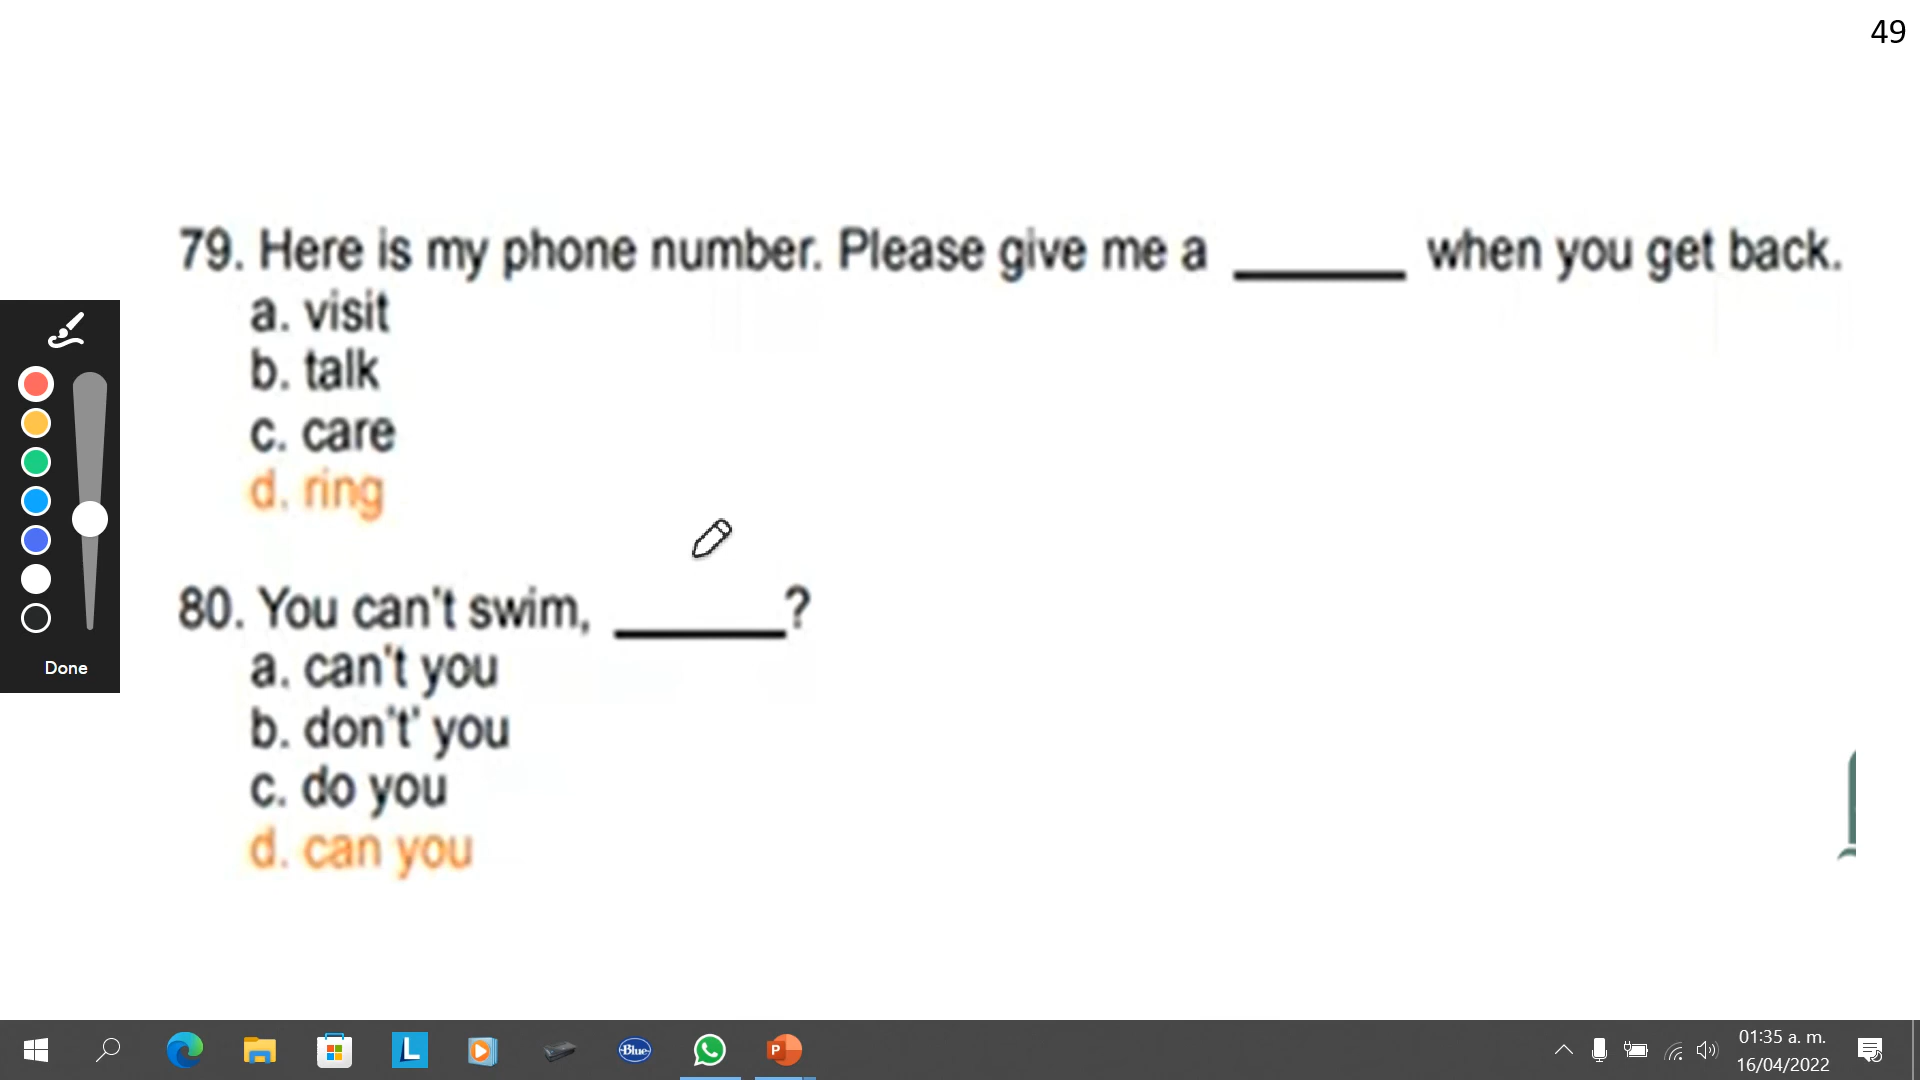 49
79. Here is my phone number. Please give me a ______ when you get back.
a. visit
b. talk
c. care
d. ring
80. You can't swim, ______?
a. can't you
b. don't' you
c. do you
d. can you
Done
L
Blue
P
01:35 a. m.
16/04/2022